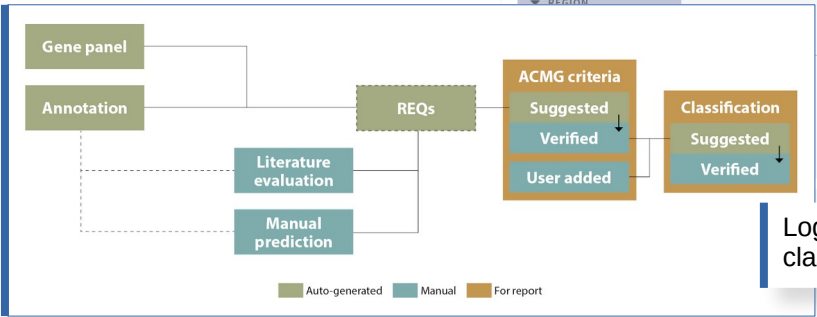 REGION
Gene panel
Annotation
REQs
Literature
evaluation
Manual
prediction
ACMG criteria
Suggested
Verified
User added
Classification
Suggested
Verified
Auto-generated
Manual
For report